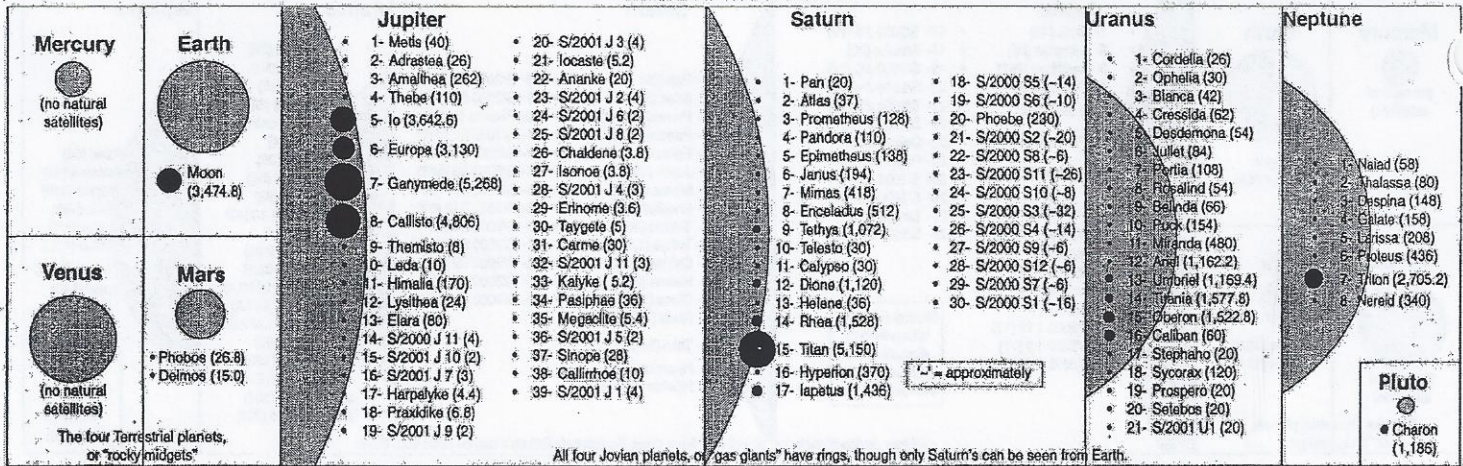 Mercury
(no natural
satellites)
Earth
Moon
(3,474.8)
Venus
(no natural
satellites)
Mars
Phobos (26.8)
Deimos (15.0)
The four Terrestrial planets,
or "rocky midgets"
Jupiter
1- Metis (40)
2- Adrastea (26)
3- Amalthea (262)
4- Thebe (110)
5- Io (3,642.6)
6- Europa (3,130)
7- Ganymede (5,268)
8- Callisto (4,806)
9- Themisto (8)
0- Leda (10)
11- Himalia (170)
12- Lysithea (24)
13- Elara (80)
14- S/2000 J 11 (4)
15- S/2001 J 10 (2)
16- S/2001 J 7 (3)
17- Harpalyke (4.4)
18- Praxidike (6.8)
19- S/2001 J 9 (2)
20- S/2001 J 3 (4)
21- Iocaste (5.2)
22- Ananke (20)
23- S/2001 J 2 (4)
24- S/2001 J 6 (2)
25- S/2001 J 8 (2)
26- Chaldene (3.8)
27- Isonoe (3.8)
28- S/2001 J 4 (3)
29- Erinome (3.6)
30- Taygete (5)
31- Carme (30)
32- S/2001 J 11 (3)
33- Kalyke ( 5.2)
34- Pasiphae (36)
35- Megaclite (5.4)
36- S/2001 J 5 (2)
37- Sinope (28)
38- Callirrhoe (10)
39- S/2001 J 1 (4)
Saturn
1- Pan (20)
2- Atlas (37)
3- Prometheus (128)
4- Pandora (110)
5- Epimetheus (138)
6- Janus (194)
7- Mimas (418)
8- Enceladus (512)
9- Tethys (1,072)
10- Telesto (30)
11- Calypso (30)
12- Dione (1,120)
13- Helene (36)
14- Rhea (1,528)
15- Titan (5,150)
16- Hyperion (370)
17- Iapetus (1,436)
18- S/2000 S5 (~14)
19- S/2000 S6 (~10)
20- Phoebe (230)
21- S/2000 S2 (~20)
22- S/2000 S8 (~6)
23- S/2000 S11 (~26)
24- S/2000 S10 (~8)
25- S/2000 S3 (~32)
26- S/2000 S4 (~14)
27- S/2000 S9 (~6)
28- S/2000 S12 (~6)
29- S/2000 S7 (~6)
30- S/2000 S1 (~16)
"~" = approximately
Uranus
1- Cordelia (26)
2- Ophelia (30)
3- Bianca (42)
4- Cressida (62)
5- Desdemona (54)
6- Juliet (84)
7- Portia (108)
8- Rosalind (54)
9- Belinda (66)
10- Puck (154)
11- Miranda (480)
12- Ariel (1,162.2)
13- Umbriel (1,169.4)
14- Titania (1,577.8)
15- Oberon (1,522.8)
16- Caliban (60)
17- Stephano (20)
18- Sycorax (120)
19- Prospero (20)
20- Setebos (20)
21- S/2001 U1 (20)
Neptune
1- Naiad (58)
2- Thalassa (80)
3- Despina (148)
4- Galate (158)
5- Larissa (208)
6- Proteus (436)
7- Triton (2,705.2)
8- Nereid (340)
Pluto
Charon
(1,186)
All four Jovian planets, or "gas giants" have rings, though only Saturn's can be seen from Earth.